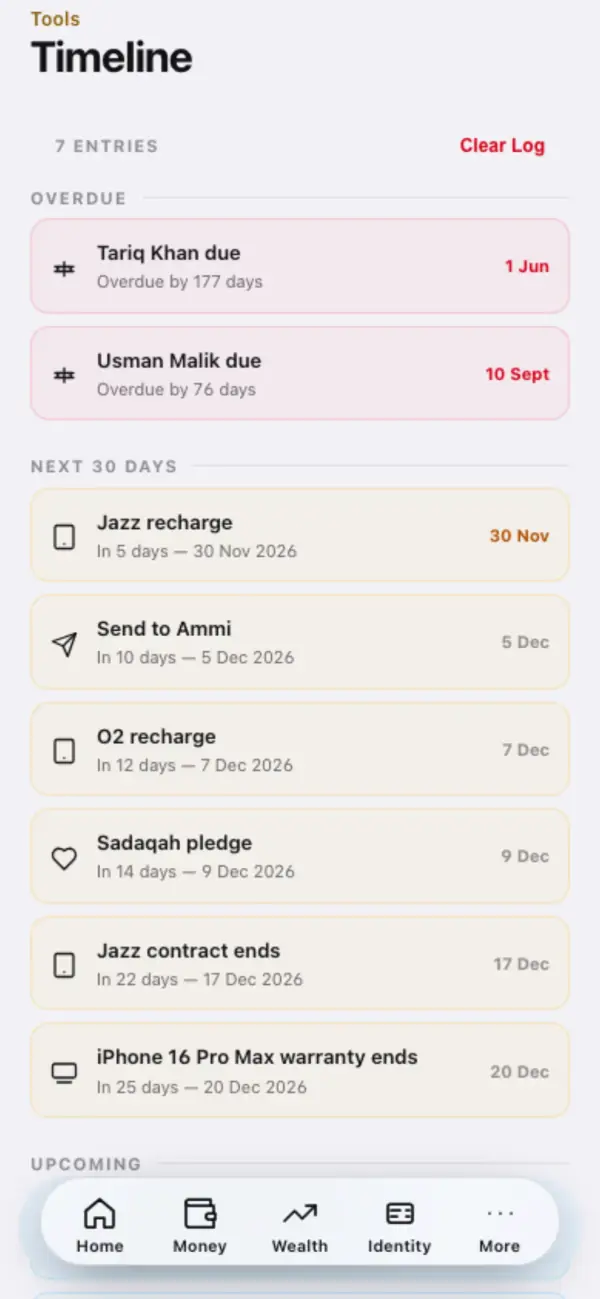 Tools
Timeline
7 ENTRIES
Clear Log
OVERDUE
Tariq Khan due
Overdue by 177 days
1 Jun
Usman Malik due
Overdue by 76 days
10 Sept
NEXT 30 DAYS
Jazz recharge
In 5 days — 30 Nov 2026
30 Nov
Send to Ammi
In 10 days — 5 Dec 2026
5 Dec
O2 recharge
In 12 days — 7 Dec 2026
7 Dec
Sadaqah pledge
In 14 days — 9 Dec 2026
9 Dec
Jazz contract ends
In 22 days — 17 Dec 2026
17 Dec
iPhone 16 Pro Max warranty ends
In 25 days — 20 Dec 2026
20 Dec
UPCOMING
Home
Money
Wealth
Identity
More